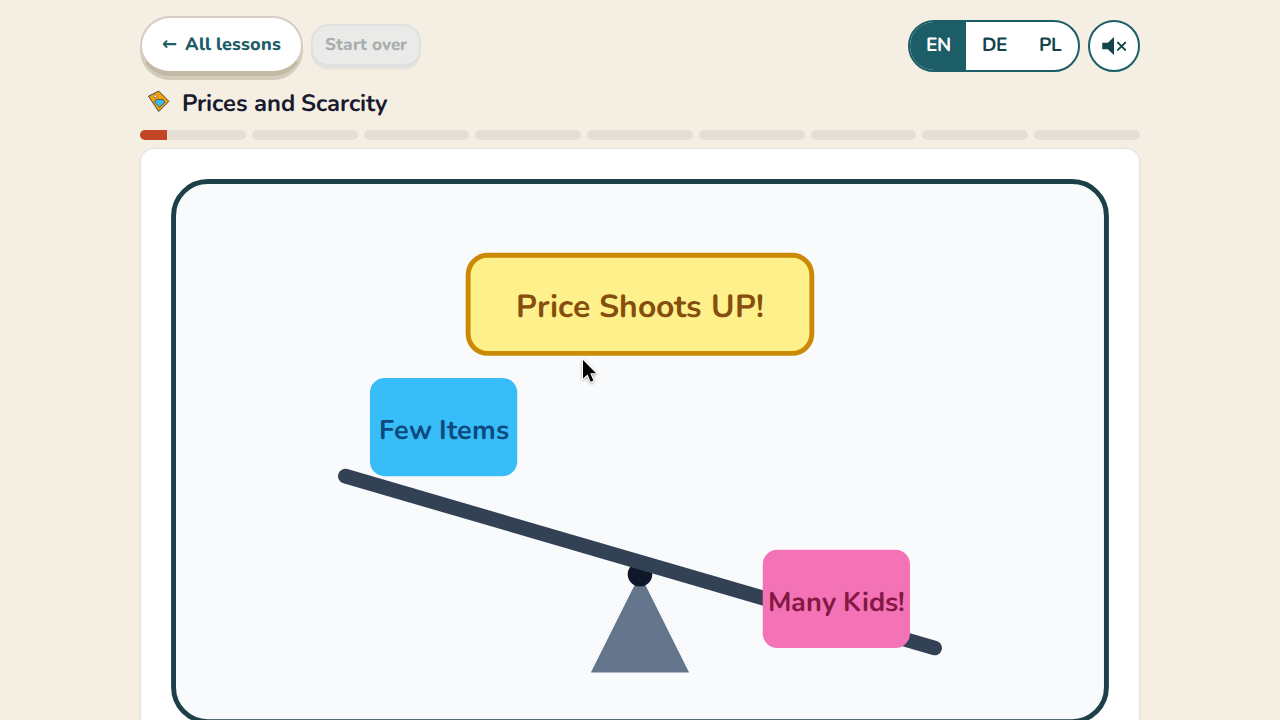 ← All lessons
Start over
EN DE PL
Prices and Scarcity
Price Shoots UP!
Few Items
Many Kids!